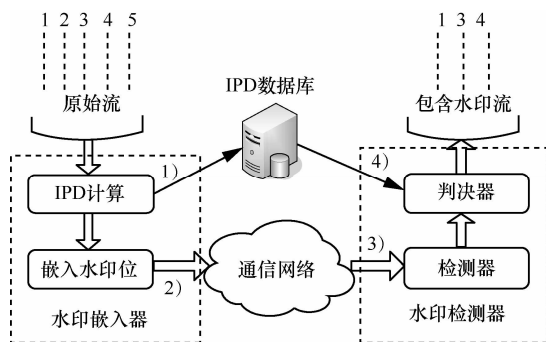 1 2 3 4 5
1 3 4
原始流
IPD数据库
包含水印流
1)
4)
IPD计算
判决器
嵌入水印位
2)
通信网络
3)
检测器
水印嵌入器
水印检测器